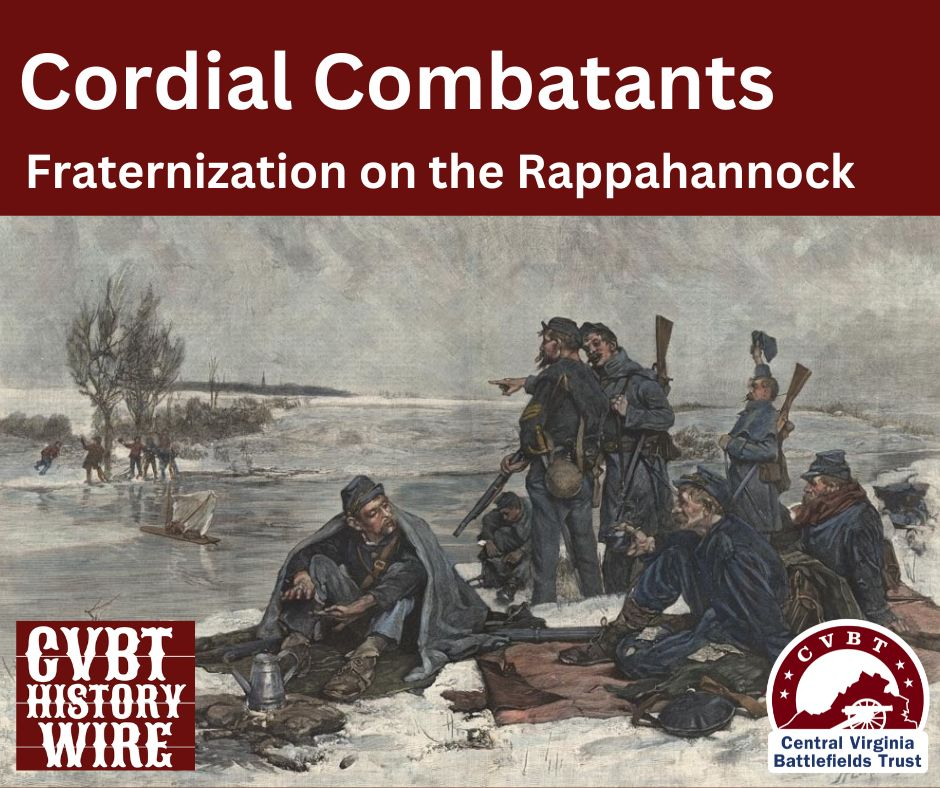 Cordial Combatants
Fraternization on the Rappahannock
CVBT
HISTORY
WIRE
CVBT
Central Virginia
Battlefields Trust